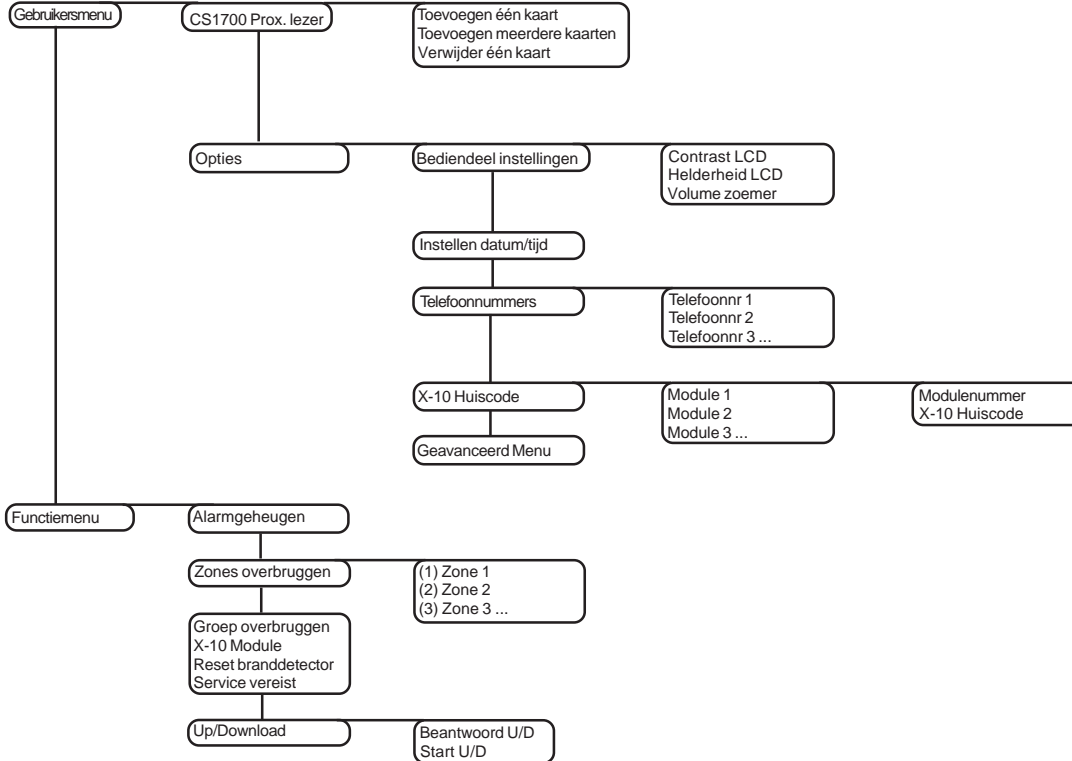 Gebruikersmenu
CS1700 Prox. lezer
Toevoegen één kaart
Toevoegen meerdere kaarten
Verwijder één kaart
Opties
Bediendeel instellingen
Contrast LCD
Helderheid LCD
Volume zoemer
Instellen datum/tijd
Telefoonnummers
Telefoonnr 1
Telefoonnr 2
Telefoonnr 3 ...
X-10 Huiscode
Module 1
Module 2
Module 3 ...
Modulenummer
X-10 Huiscode
Geavanceerd Menu
Functiemenu
Alarmgeheugen
Zones overbruggen
(1) Zone 1
(2) Zone 2
(3) Zone 3 ...
Groep overbruggen
X-10 Module
Reset branddetector
Service vereist
Up/Download
Beantwoord U/D
Start U/D